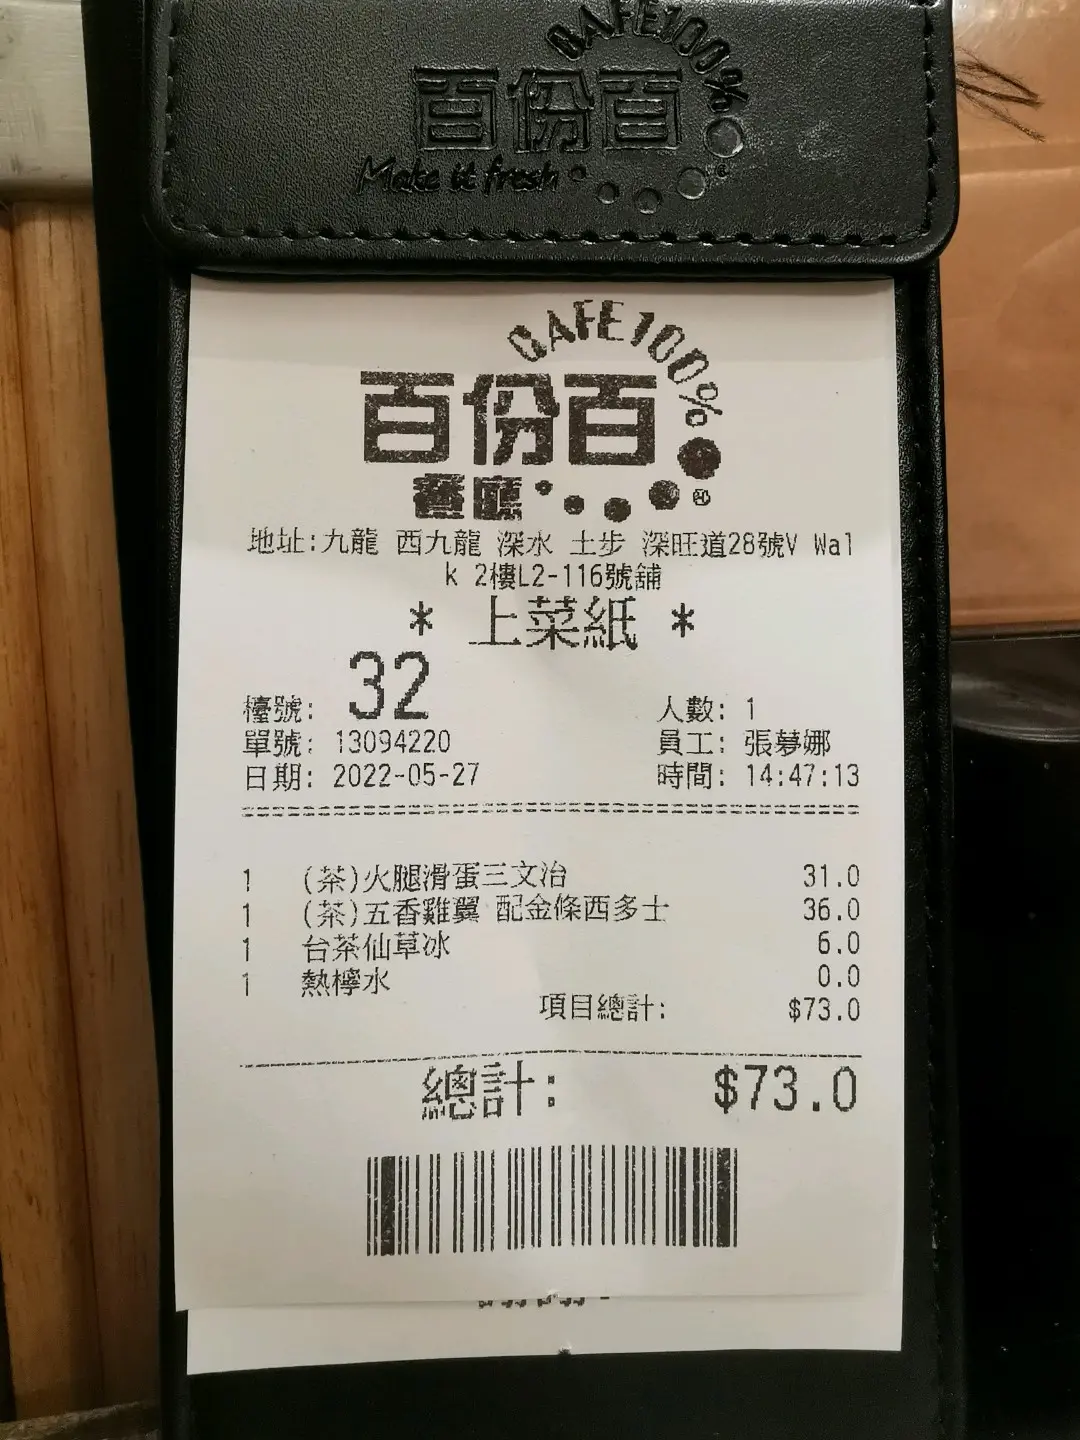 CAFE100%
百份百
Make it fresh
CAFE100%
百份百
餐廳
地址:九龍 西九龍 深水 土步 深旺道28號V Wal
k 2樓L2-116號舖
* 上菜紙 *
檯號: 32 人數: 1
單號: 13094220 員工: 張夢娜
日期: 2022-05-27 時間: 14:47:13
1 (茶)火腿滑蛋三文治 31.0
1 (茶)五香雞翼 配金條西多士 36.0
1 台茶仙草冰 6.0
1 熱檸水 0.0
項目總計: $73.0
總計: $73.0